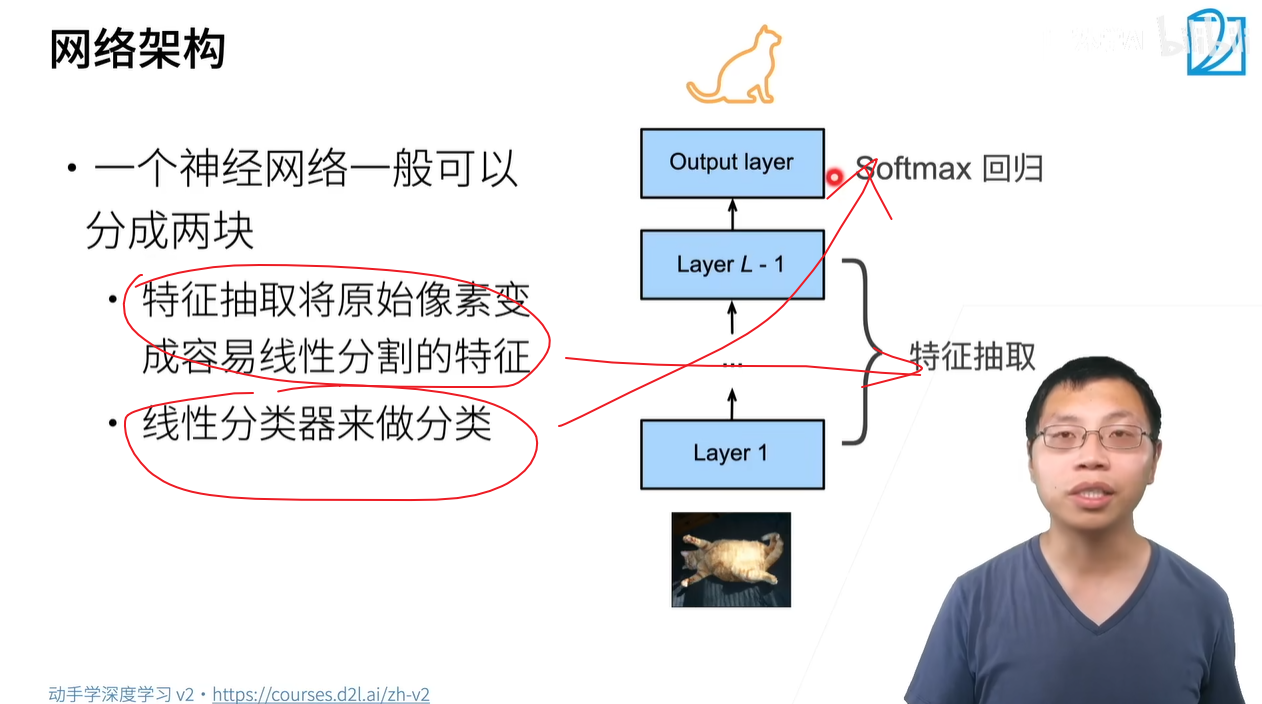 网络架构
• 一个神经网络一般可以
分成两块
• 特征抽取将原始像素变
成容易线性分割的特征
• 线性分类器来做分类
Output layer
Softmax 回归
Layer L - 1
...
特征抽取
Layer 1
动手学深度学习 v2 • https://courses.d2l.ai/zh-v2
bilibili